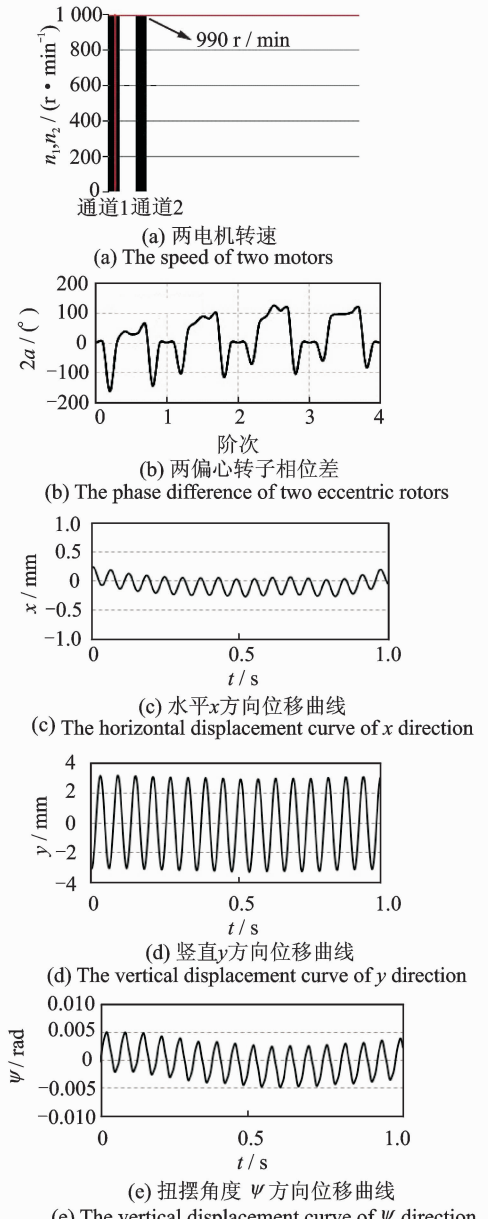 1 000
800
600
400
200
0
n₁,n₂ / (r • min⁻¹)
990 r / min
通道1 通道2
(a) 两电机转速
(a) The speed of two motors
200
100
0
−100
−200
2a / (°)
0 1 2 3 4
阶次
(b) 两偏心转子相位差
(b) The phase difference of two eccentric rotors
1.0
0.5
0
−0.5
−1.0
x / mm
0 0.5 1.0
t / s
(c) 水平x方向位移曲线
(c) The horizontal displacement curve of x direction
4
2
0
−2
−4
y / mm
0 0.5 1.0
t / s
(d) 竖直y方向位移曲线
(d) The vertical displacement curve of y direction
0.010
0.005
0
−0.005
−0.010
ψ / rad
0 0.5 1.0
t / s
(e) 扭摆角度 ψ 方向位移曲线
(e) The vertical displacement curve of ψ direction